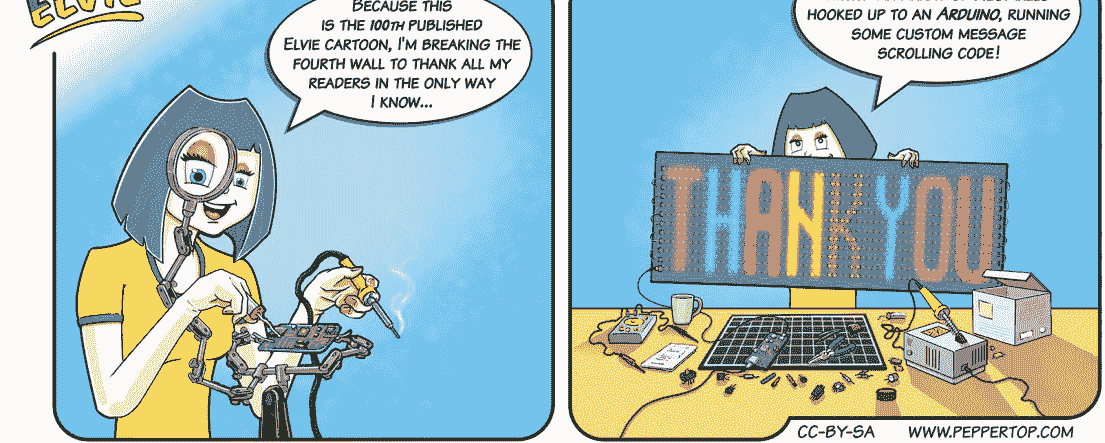 ELVIE
BECAUSE THIS
IS THE 100TH PUBLISHED
ELVIE CARTOON, I'M BREAKING THE
FOURTH WALL TO THANK ALL MY
READERS IN THE ONLY WAY
I KNOW...
HOOKED UP TO AN ARDUINO, RUNNING
SOME CUSTOM MESSAGE
SCROLLING CODE!
THANK YOU
CC-BY-SA WWW.PEPPERTOP.COM